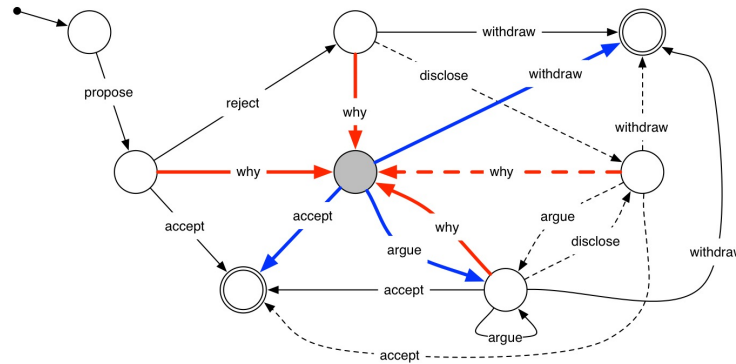 withdraw
disclose
withdraw
propose
reject
why
withdraw
why
why
accept
accept
argue
why
argue
disclose
withdraw
accept
argue
accept